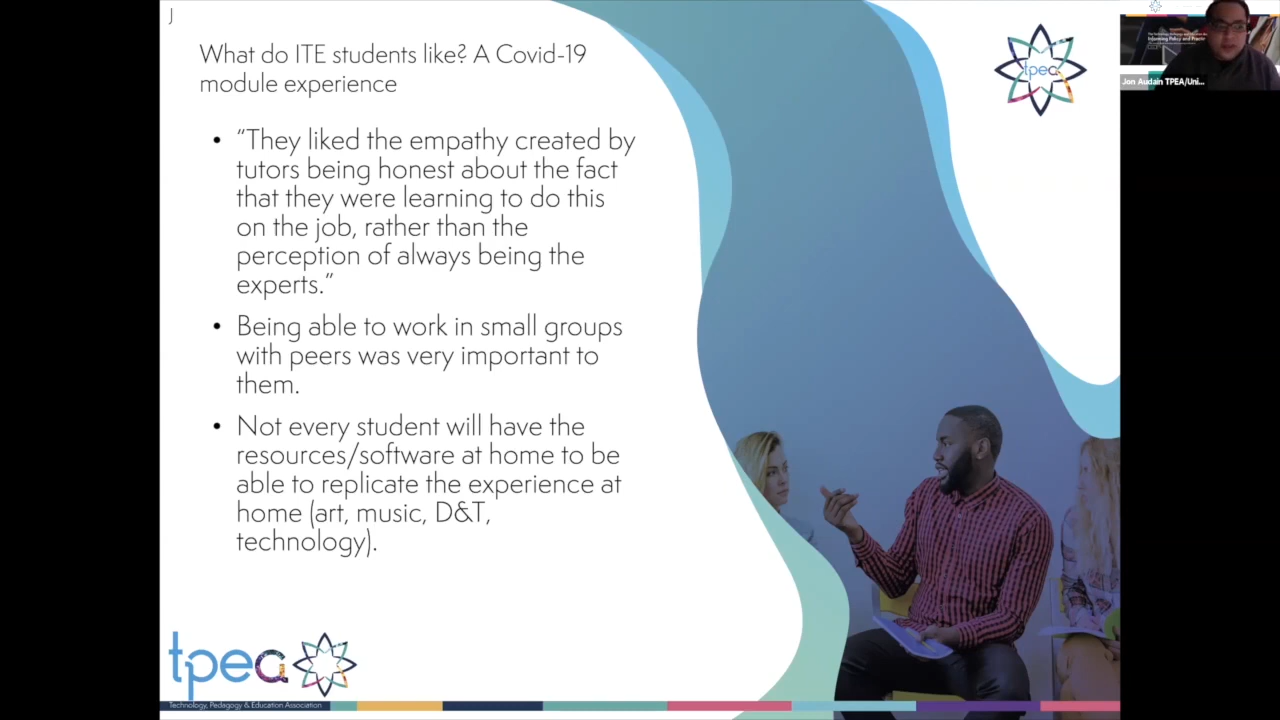 J
What do ITE students like? A Covid-19
module experience
• “They liked the empathy created by
tutors being honest about the fact
that they were learning to do this
on the job, rather than the
perception of always being the
experts.”
• Being able to work in small groups
with peers was very important to
them.
• Not every student will have the
resources/software at home to be
able to replicate the experience at
home (art, music, D&T,
technology).
tpea
tpea
Technology, Pedagogy & Education Association
Jon Audain TPEA/Uni...